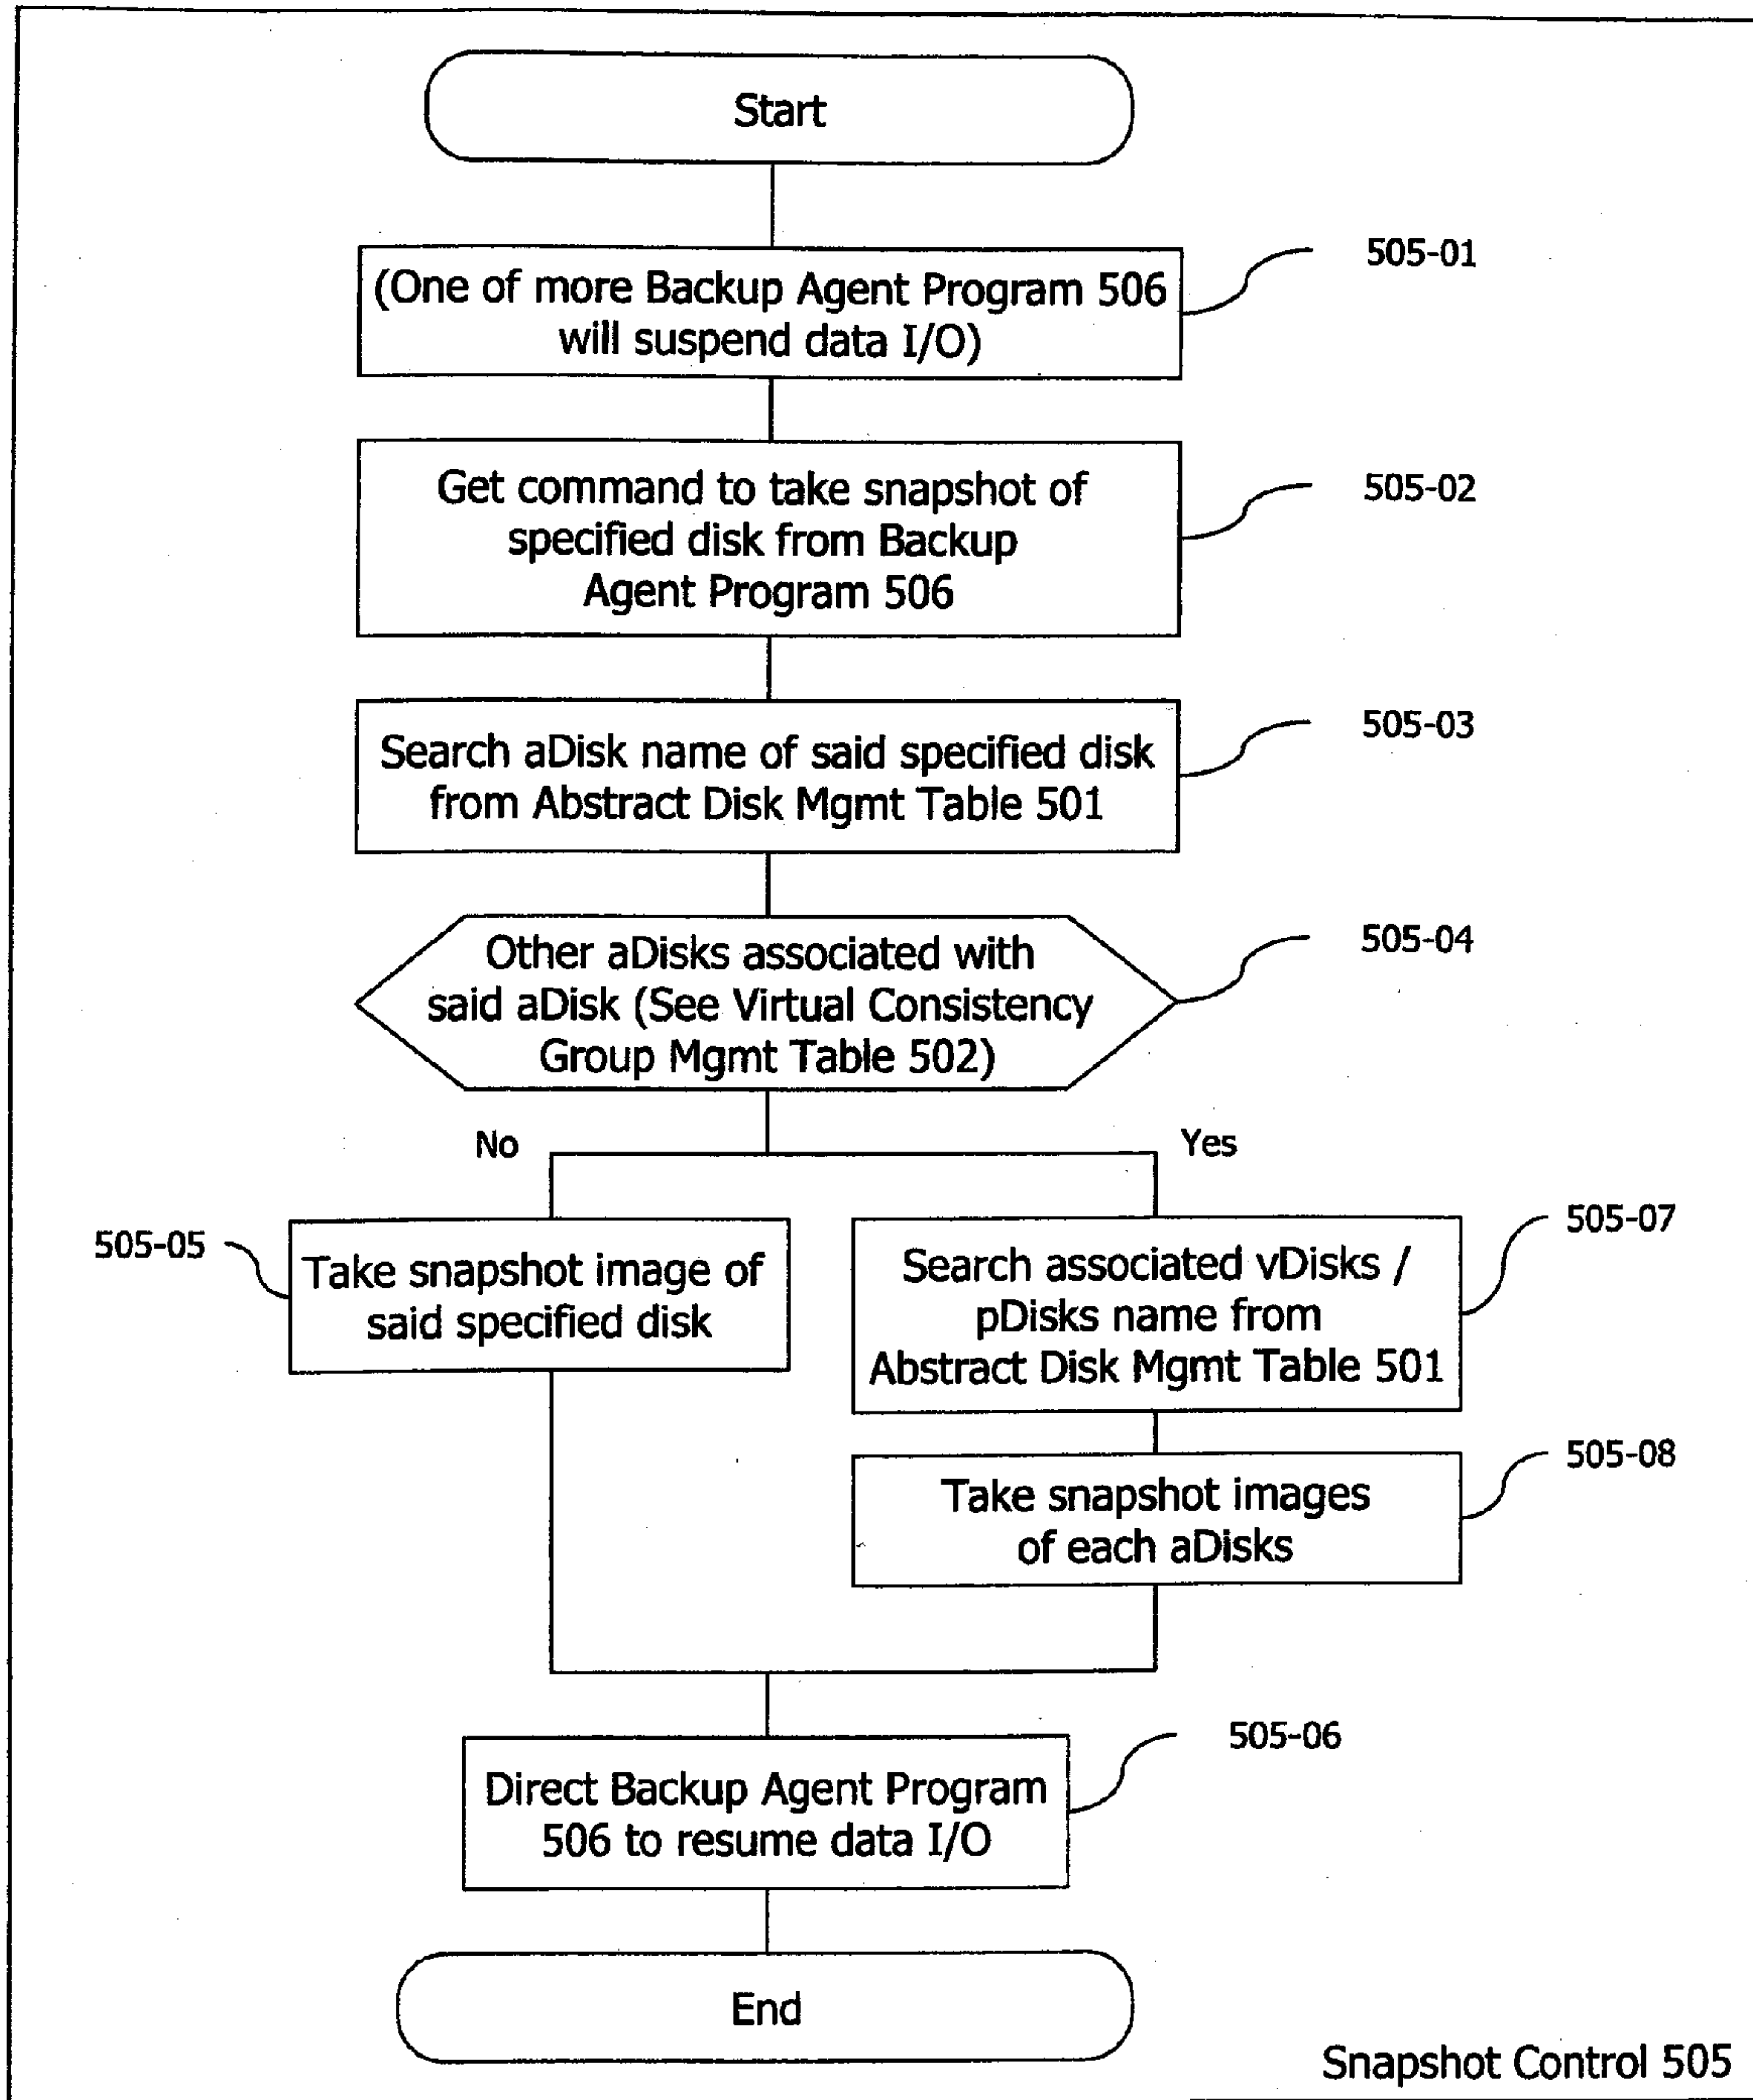 Start
(One of more Backup Agent Program 506
will suspend data I/O)
505-01
Get command to take snapshot of
specified disk from Backup
Agent Program 506
505-02
Search aDisk name of said specified disk
from Abstract Disk Mgmt Table 501
505-03
Other aDisks associated with
said aDisk (See Virtual Consistency
Group Mgmt Table 502)
505-04
No
Yes
505-05
Take snapshot image of
said specified disk
Search associated vDisks /
pDisks name from
Abstract Disk Mgmt Table 501
505-07
Take snapshot images
of each aDisks
505-08
Direct Backup Agent Program
506 to resume data I/O
505-06
End
Snapshot Control 505